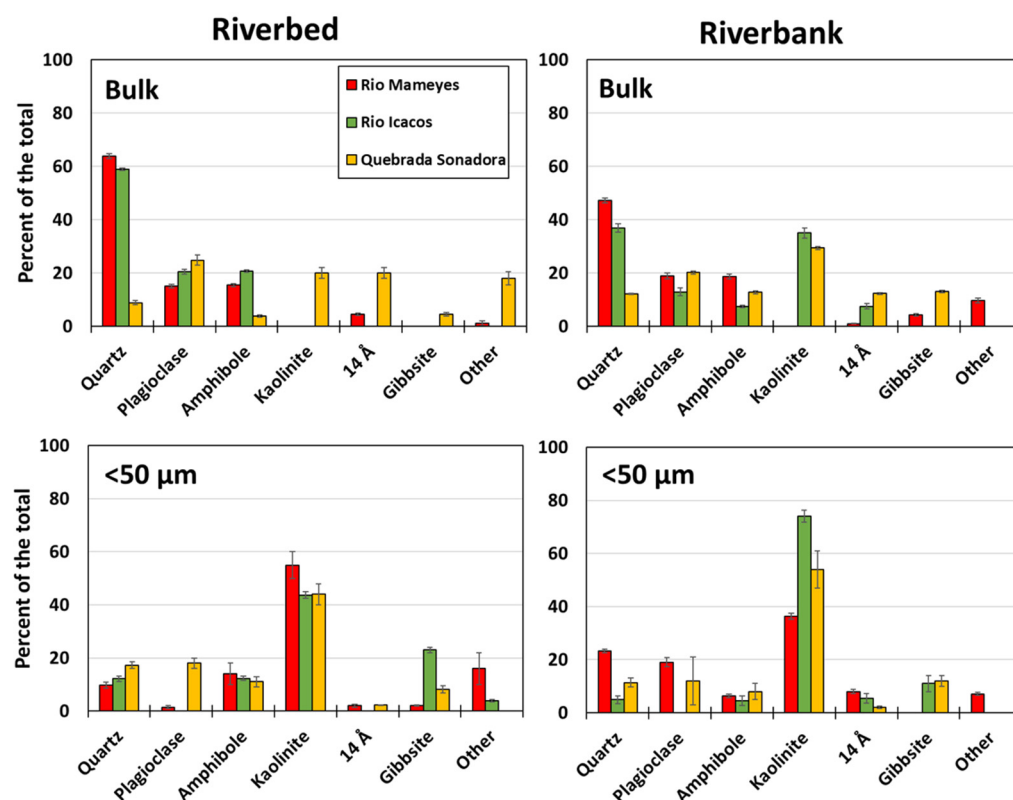 Riverbed
Riverbank
Percent of the total
100
80
60
40
20
0
Bulk
Rio Mameyes
Rio Icacos
Quebrada Sonadora
Quartz
Plagioclase
Amphibole
Kaolinite
14 Å
Gibbsite
Other
100
80
60
40
20
0
Bulk
Quartz
Plagioclase
Amphibole
Kaolinite
14 Å
Gibbsite
Other
Percent of the total
100
80
60
40
20
0
<50 µm
Quartz
Plagioclase
Amphibole
Kaolinite
14 Å
Gibbsite
Other
100
80
60
40
20
0
<50 µm
Quartz
Plagioclase
Amphibole
Kaolinite
14 Å
Gibbsite
Other